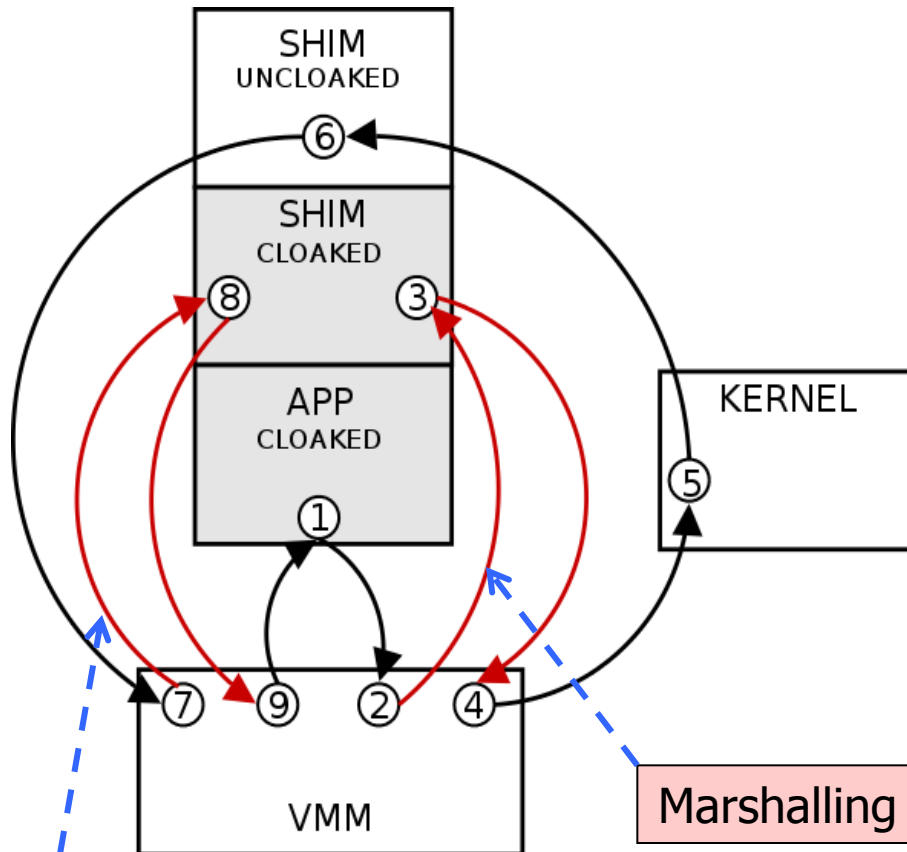 SHIM
UNCLOAKED
6
SHIM
CLOAKED
8
3
APP
CLOAKED
KERNEL
5
1
7
9
2
4
VMM
Marshalling